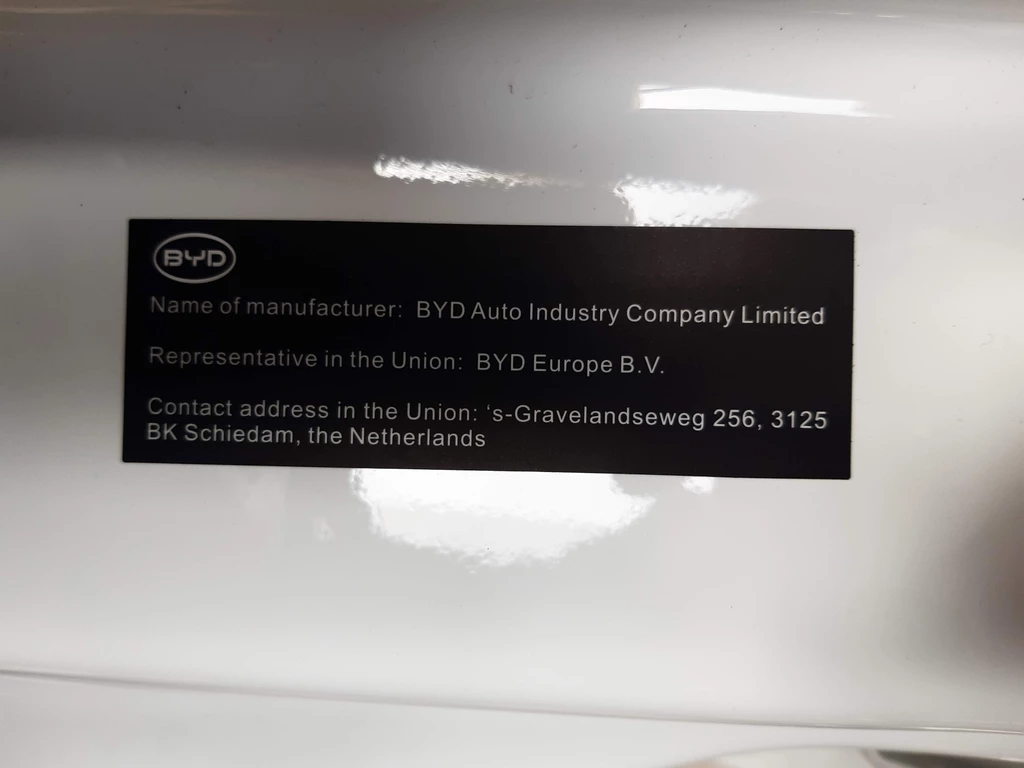 BYD
Name of manufacturer: BYD Auto Industry Company Limited
Representative in the Union: BYD Europe B.V.
Contact address in the Union: ‘s-Gravelandseweg 256, 3125
BK Schiedam, the Netherlands